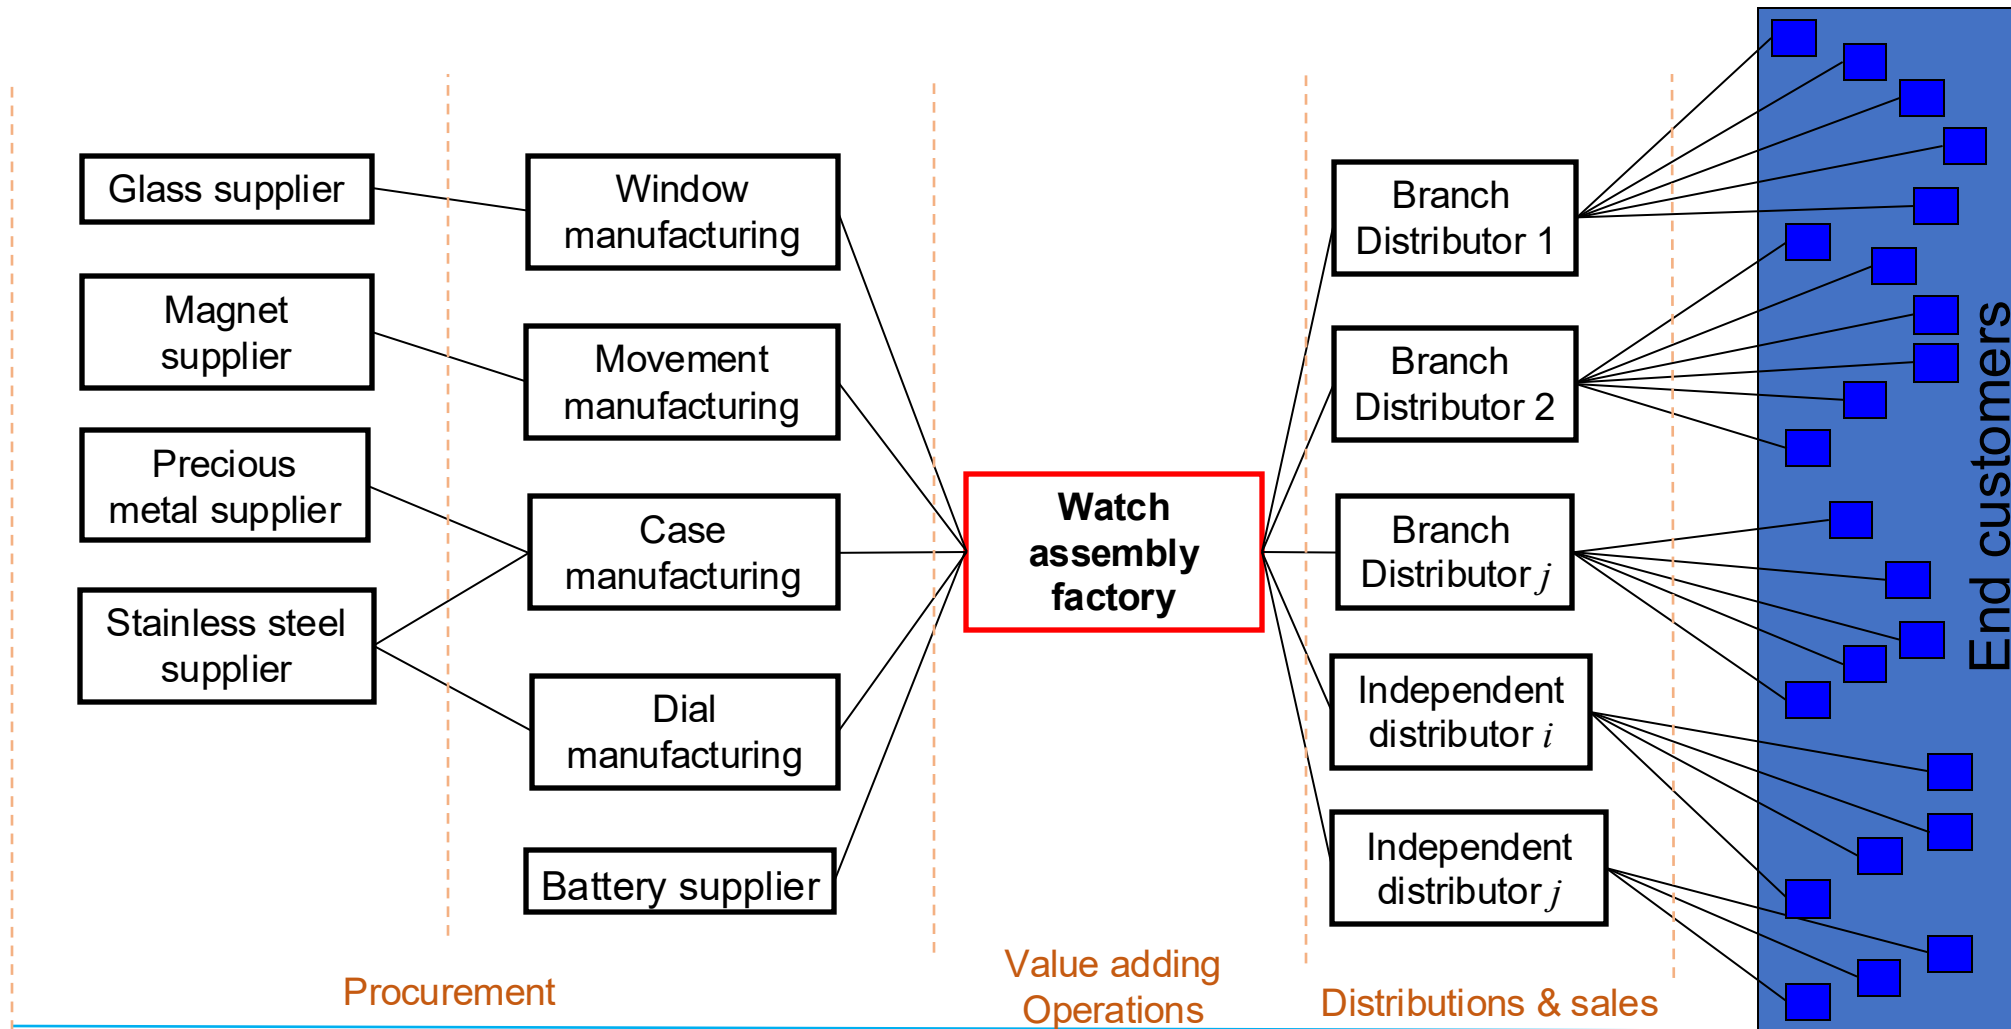 Glass supplier
Magnet
supplier
Precious
metal supplier
Stainless steel
supplier
Window
manufacturing
Movement
manufacturing
Case
manufacturing
Dial
manufacturing
Battery supplier
Watch
assembly
factory
Branch
Distributor 1
Branch
Distributor 2
Branch
Distributor j
Independent
distributor i
Independent
distributor j
End customers
Procurement
Value adding
Operations
Distributions & sales